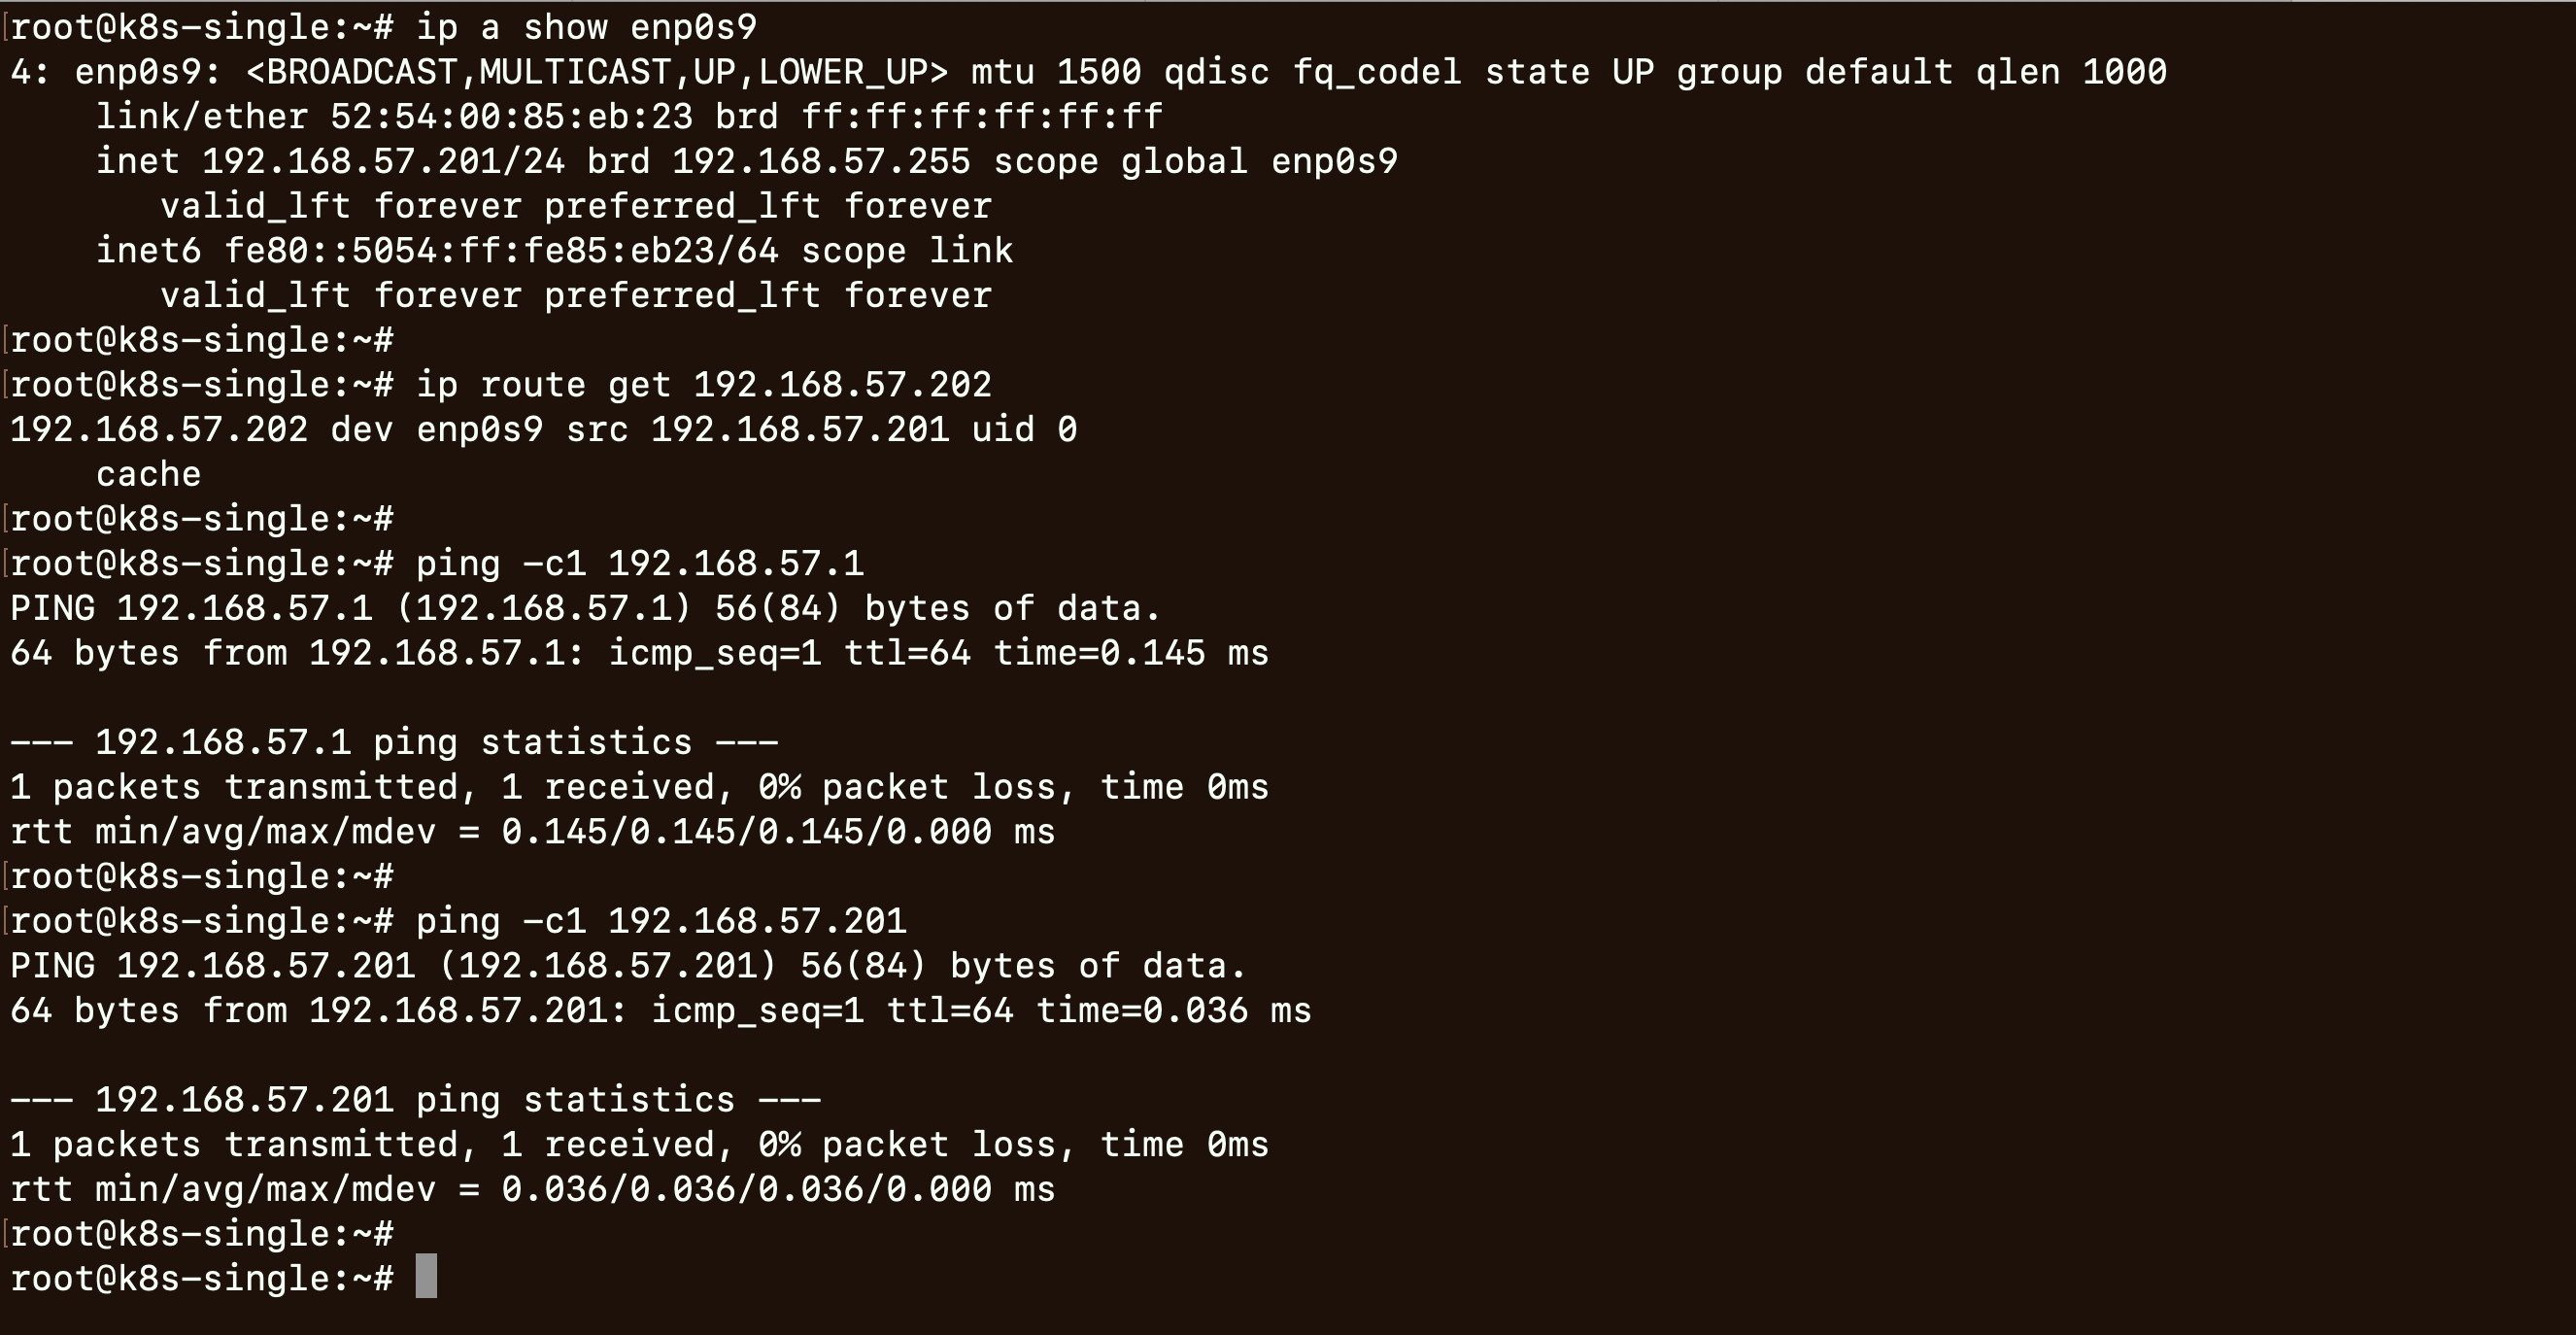 [root@k8s-single:~# ip a show enp0s9
4: enp0s9: <BROADCAST,MULTICAST,UP,LOWER_UP> mtu 1500 qdisc fq_codel state UP group default qlen 1000
    link/ether 52:54:00:85:eb:23 brd ff:ff:ff:ff:ff:ff
    inet 192.168.57.201/24 brd 192.168.57.255 scope global enp0s9
       valid_lft forever preferred_lft forever
    inet6 fe80::5054:ff:fe85:eb23/64 scope link
       valid_lft forever preferred_lft forever
[root@k8s-single:~#
[root@k8s-single:~# ip route get 192.168.57.202
192.168.57.202 dev enp0s9 src 192.168.57.201 uid 0
    cache
[root@k8s-single:~#
[root@k8s-single:~# ping -c1 192.168.57.1
PING 192.168.57.1 (192.168.57.1) 56(84) bytes of data.
64 bytes from 192.168.57.1: icmp_seq=1 ttl=64 time=0.145 ms

--- 192.168.57.1 ping statistics ---
1 packets transmitted, 1 received, 0% packet loss, time 0ms
rtt min/avg/max/mdev = 0.145/0.145/0.145/0.000 ms
[root@k8s-single:~#
[root@k8s-single:~# ping -c1 192.168.57.201
PING 192.168.57.201 (192.168.57.201) 56(84) bytes of data.
64 bytes from 192.168.57.201: icmp_seq=1 ttl=64 time=0.036 ms

--- 192.168.57.201 ping statistics ---
1 packets transmitted, 1 received, 0% packet loss, time 0ms
rtt min/avg/max/mdev = 0.036/0.036/0.036/0.000 ms
[root@k8s-single:~#
root@k8s-single:~#